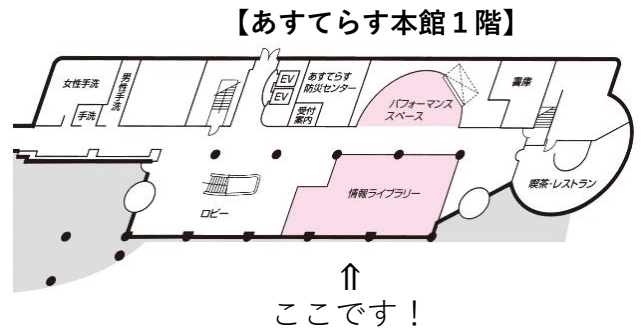 【あすてらす本館１階】
女性手洗
男性手洗
手洗
EV
EV
あすてらす
防災センター
受付
案内
パフォーマンス
スペース
書庫
喫茶・レストラン
情報ライブラリー
ロビー
⇑
ここです！